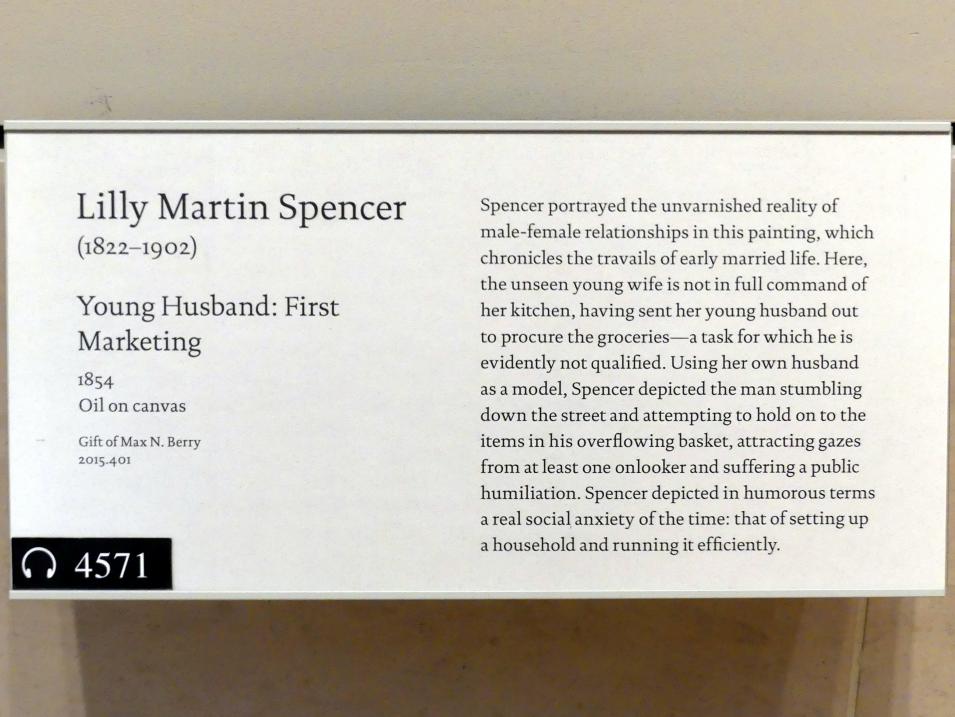 Lilly Martin Spencer
(1822–1902)
Young Husband: First
Marketing
1854
Oil on canvas
Gift of Max N. Berry
2015.401
4571
Spencer portrayed the unvarnished reality of
male-female relationships in this painting, which
chronicles the travails of early married life. Here,
the unseen young wife is not in full command of
her kitchen, having sent her young husband out
to procure the groceries—a task for which he is
evidently not qualified. Using her own husband
as a model, Spencer depicted the man stumbling
down the street and attempting to hold on to the
items in his overflowing basket, attracting gazes
from at least one onlooker and suffering a public
humiliation. Spencer depicted in humorous terms
a real social anxiety of the time: that of setting up
a household and running it efficiently.